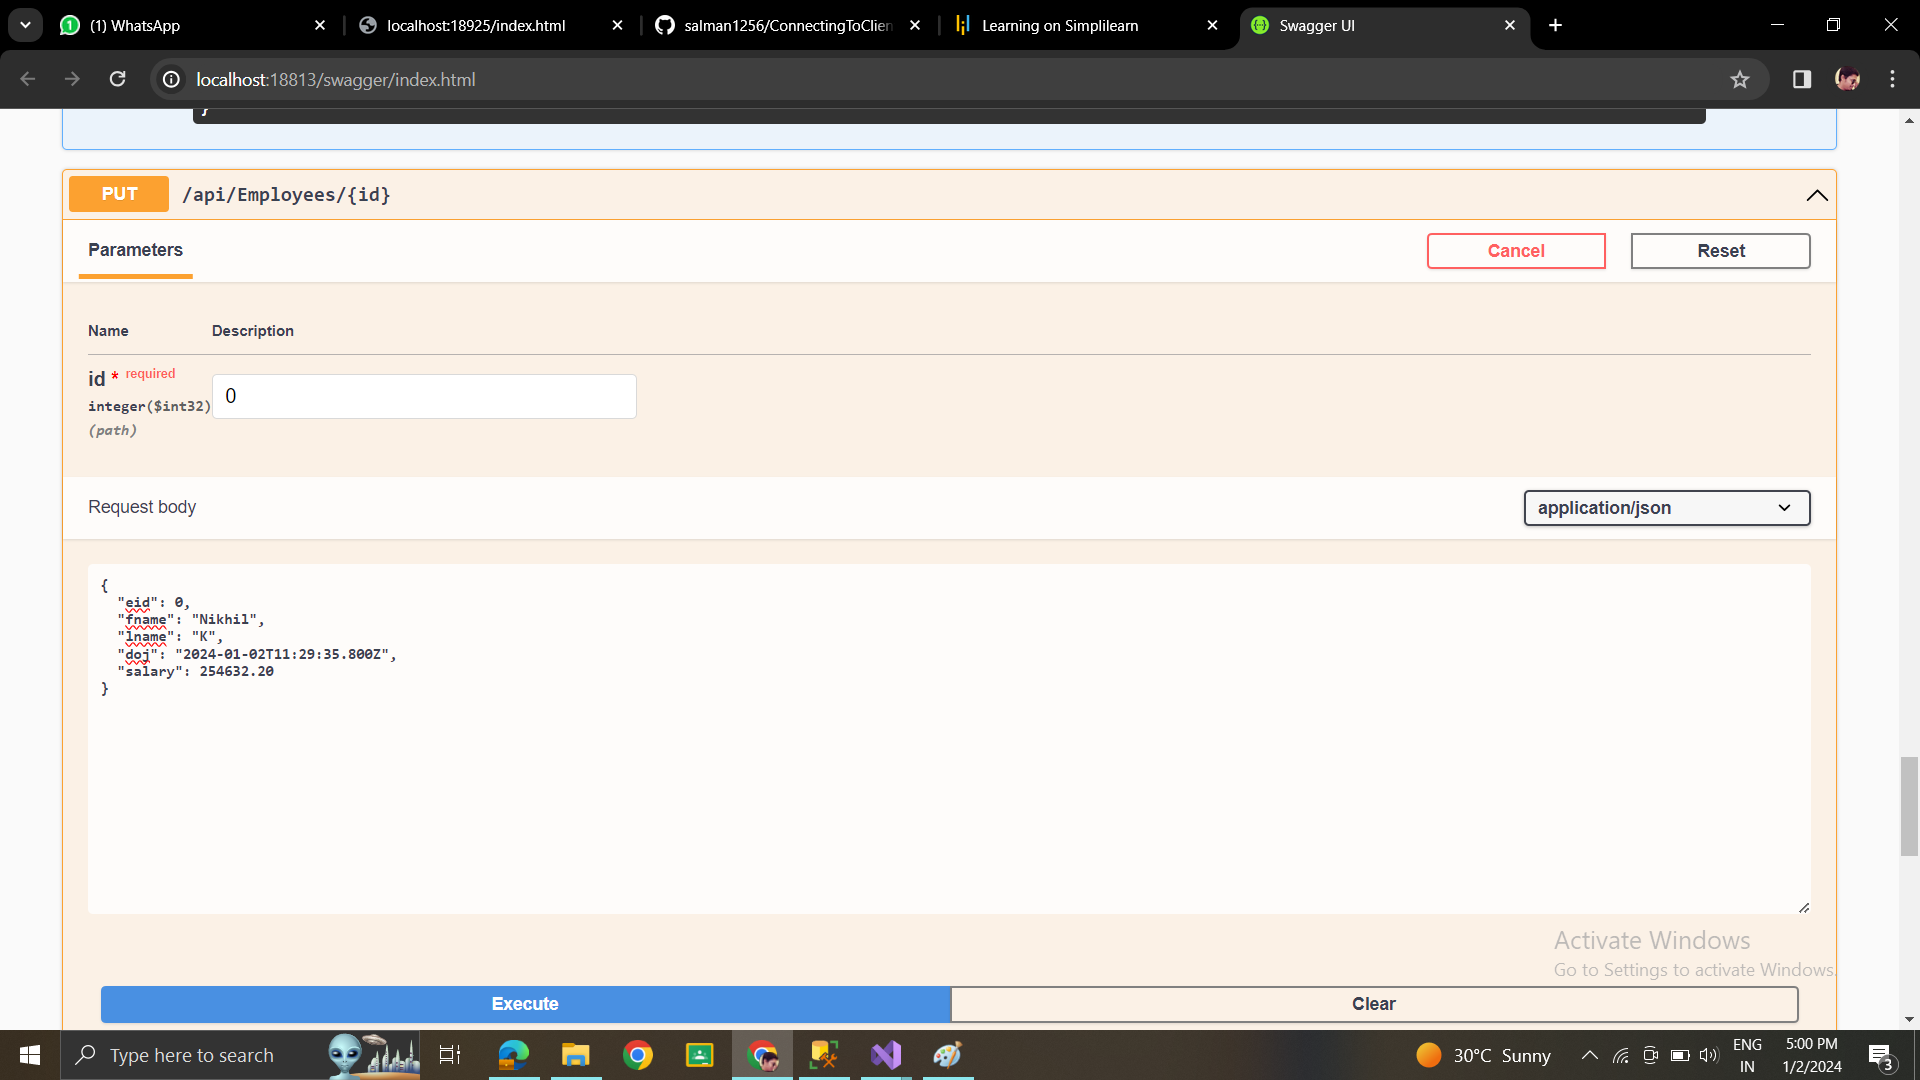 (1) WhatsApp
localhost:18925/index.html
salman1256/ConnectingToClien
Learning on Simplilearn
Swagger UI
localhost:18813/swagger/index.html
}
PUT /api/Employees/{id}
Parameters
Cancel
Reset
Name Description
id * required
0
integer($int32)
(path)
Request body
application/json
{
"eid": 0,
"fname": "Nikhil",
"lname": "K",
"doj": "2024-01-02T11:29:35.800Z",
"salary": 254632.20
}
Activate Windows
Go to Settings to activate Windows.
Execute
Clear
Type here to search
30°C Sunny
ENG
IN
5:00 PM
1/2/2024
3